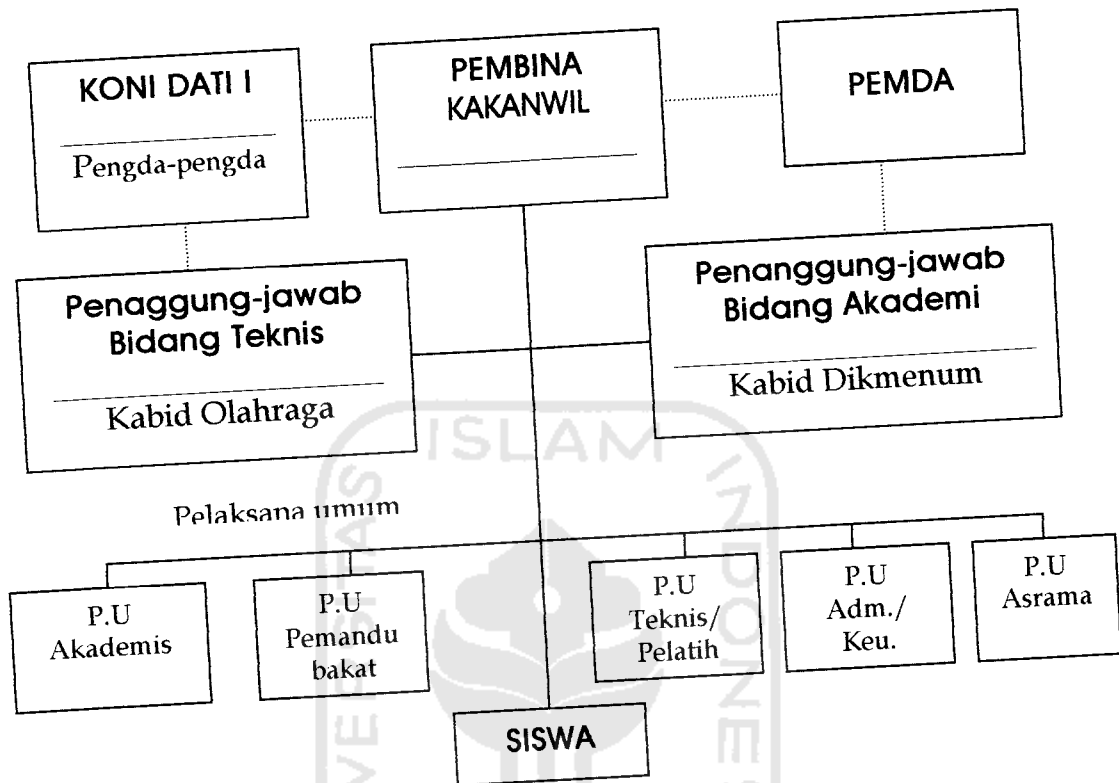 KONI DATI I
Pengda-pengda
PEMBINA
KAKANWIL
PEMDA
Penaggung-jawab
Bidang Teknis
Kabid Olahraga
Penanggung-jawab
Bidang Akademi
Kabid Dikmenum
Pelaksana umum
P.U
Akademis
P.U
Pemandu
bakat
P.U
Teknis/
Pelatih
P.U
Adm./
Keu.
P.U
Asrama
SISWA
ISLAM